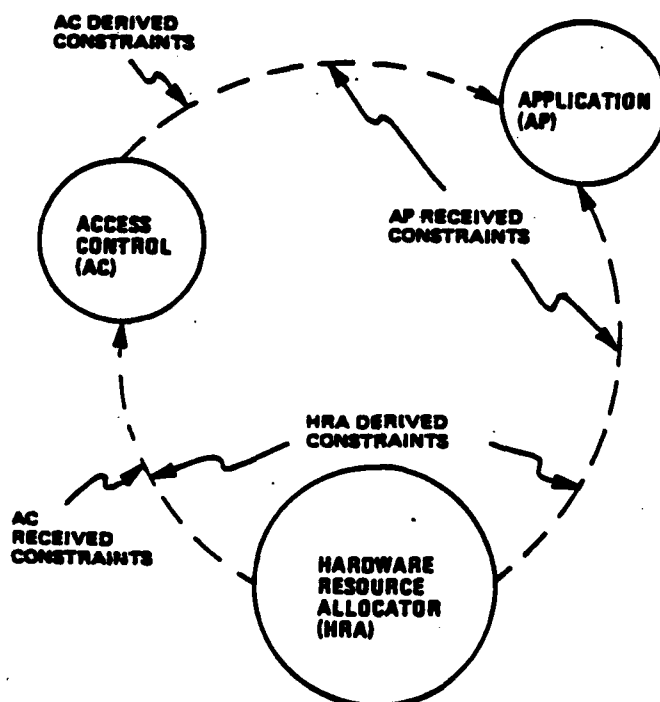 AC DERIVED
CONSTRAINTS
APPLICATION
(AP)
ACCESS
CONTROL
(AC)
AP RECEIVED
CONSTRAINTS
HRA DERIVED
CONSTRAINTS
AC
RECEIVED
CONSTRAINTS
HARDWARE
RESOURCE
ALLOCATOR
(HRA)